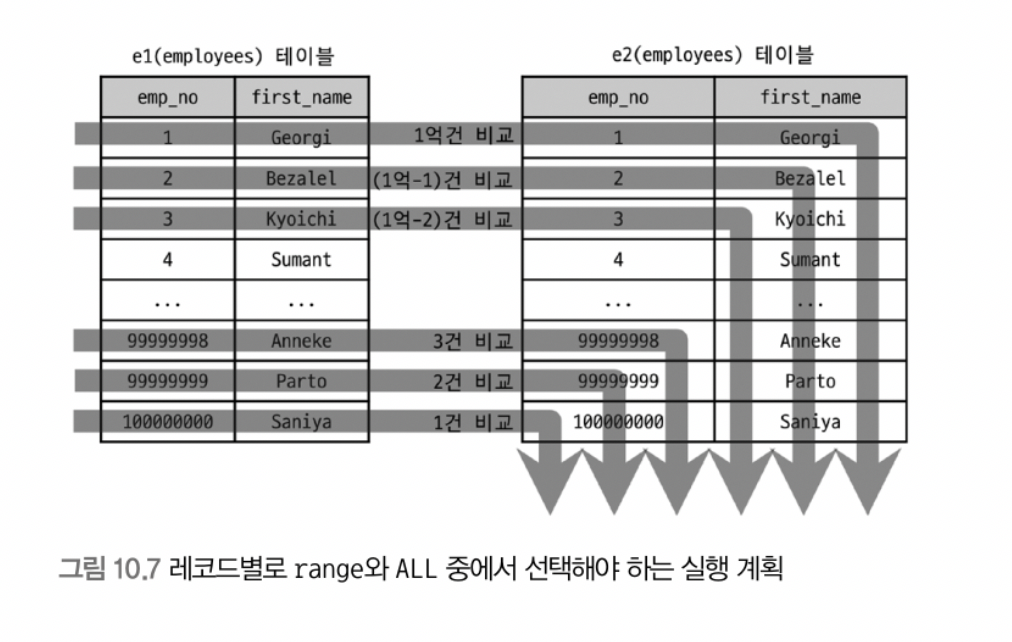 e1(employees) 테이블 e2(employees) 테이블
emp_no first_name emp_no first_name
1 Georgi 1억건 비교 1 Georgi
2 Bezalel (1억-1)건 비교 2 Bezalel
3 Kyoichi (1억-2)건 비교 3 Kyoichi
4 Sumant 4 Sumant
... ... ... ...
99999998 Anneke 3건 비교 99999998 Anneke
99999999 Parto 2건 비교 99999999 Parto
100000000 Saniya 1건 비교 100000000 Saniya
그림 10.7 레코드별로 range와 ALL 중에서 선택해야 하는 실행 계획